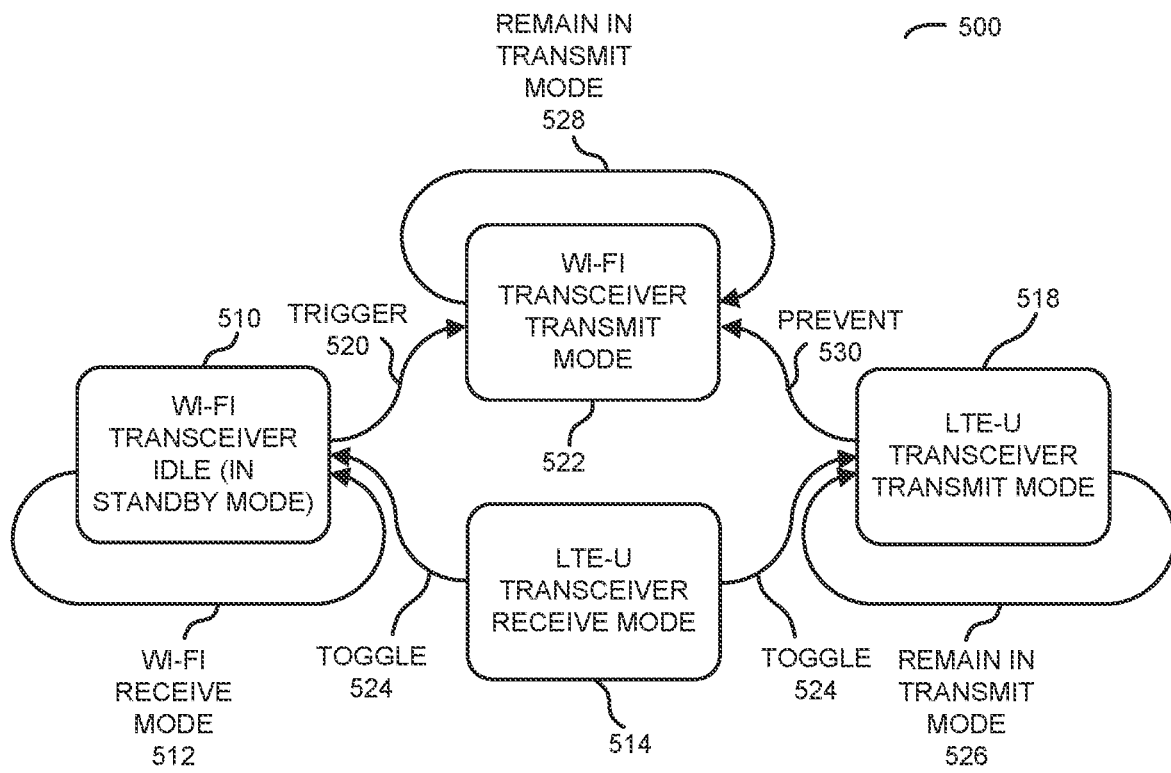 REMAIN IN
TRANSMIT
MODE
528
500
WI-FI
TRANSCEIVER
TRANSMIT
MODE
522
TRIGGER
520
PREVENT
530
510
WI-FI
TRANSCEIVER
IDLE (IN
STANDBY MODE)
518
LTE-U
TRANSCEIVER
TRANSMIT MODE
LTE-U
TRANSCEIVER
RECEIVE MODE
514
WI-FI
RECEIVE
MODE
512
TOGGLE
524
TOGGLE
524
REMAIN IN
TRANSMIT
MODE
526